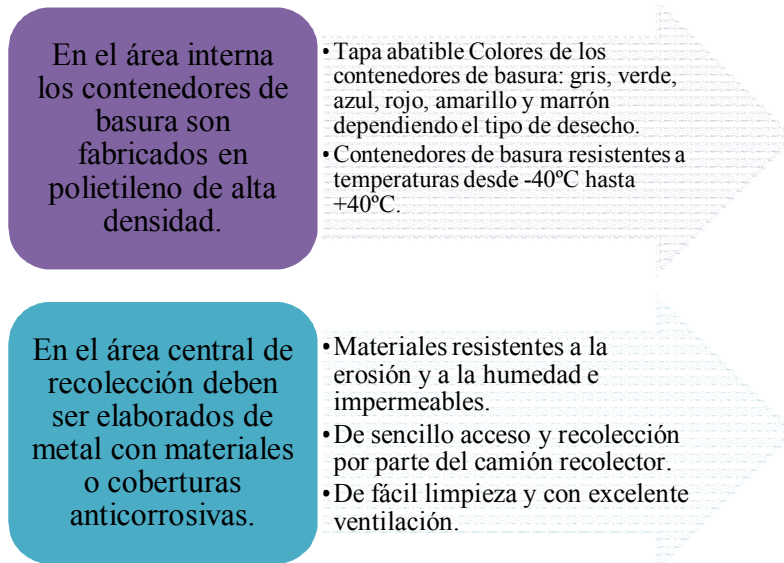 En el área interna
los contenedores de
basura son
fabricados en
polietileno de alta
densidad.
• Tapa abatible Colores de los
contenedores de basura: gris, verde,
azul, rojo, amarillo y marrón
dependiendo el tipo de desecho.
• Contenedores de basura resistentes a
temperaturas desde -40ºC hasta
+40ºC.
En el área central de
recolección deben
ser elaborados de
metal con materiales
o coberturas
anticorrosivas.
• Materiales resistentes a la
erosión y a la humedad e
impermeables.
• De sencillo acceso y recolección
por parte del camión recolector.
• De fácil limpieza y con excelente
ventilación.